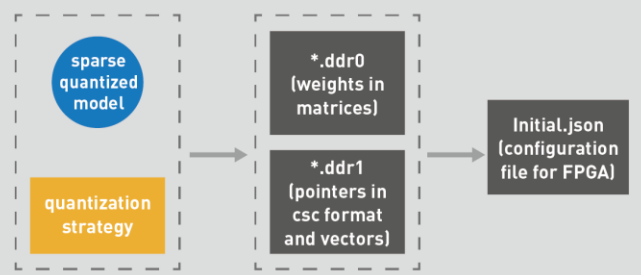 sparse
quantized
model
quantization
strategy
*.ddr0
(weights in
matrices)
*.ddr1
(pointers in
csc format
and vectors)
Initial.json
(configuration
file for FPGA)